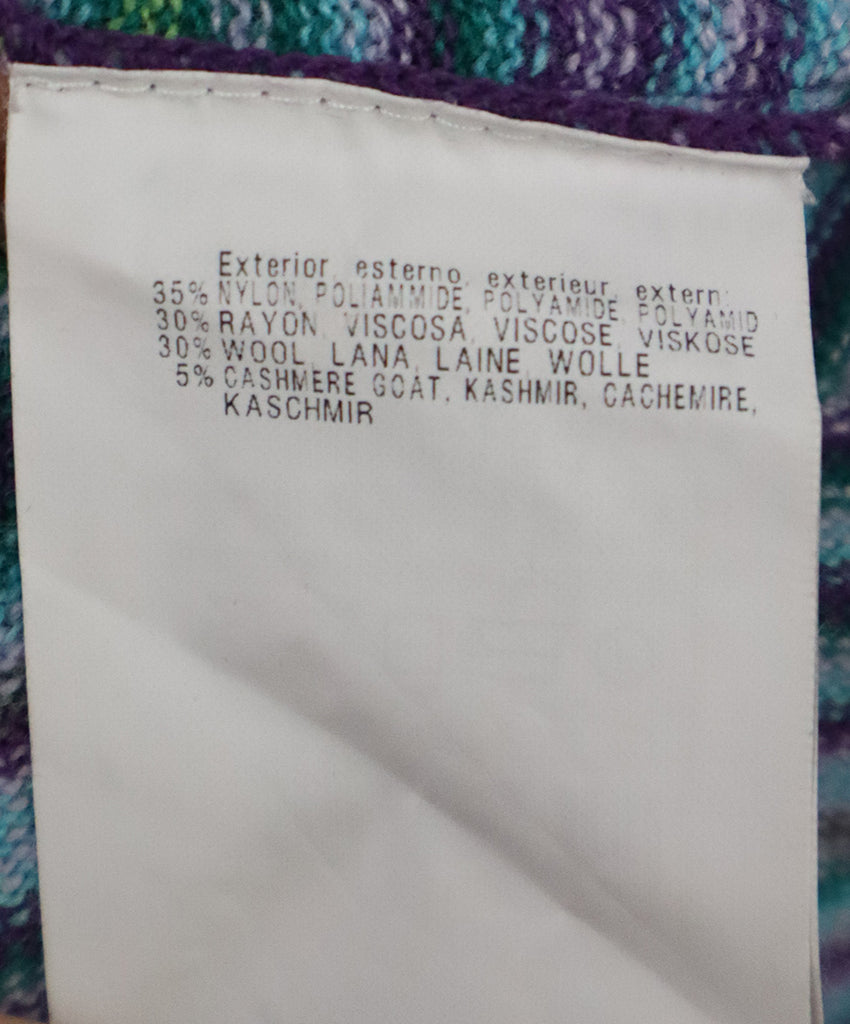 Exterior, esterno, exterieur, extern:
35% NYLON, POLIAMMIDE, POLYAMIDE, POLYAMID
30% RAYON, VISCOSA, VISCOSE, VISKOSE
30% WOOL, LANA, LAINE, WOLLE
5% CASHMERE GOAT, KASHMIR, CACHEMIRE,
KASCHMIR